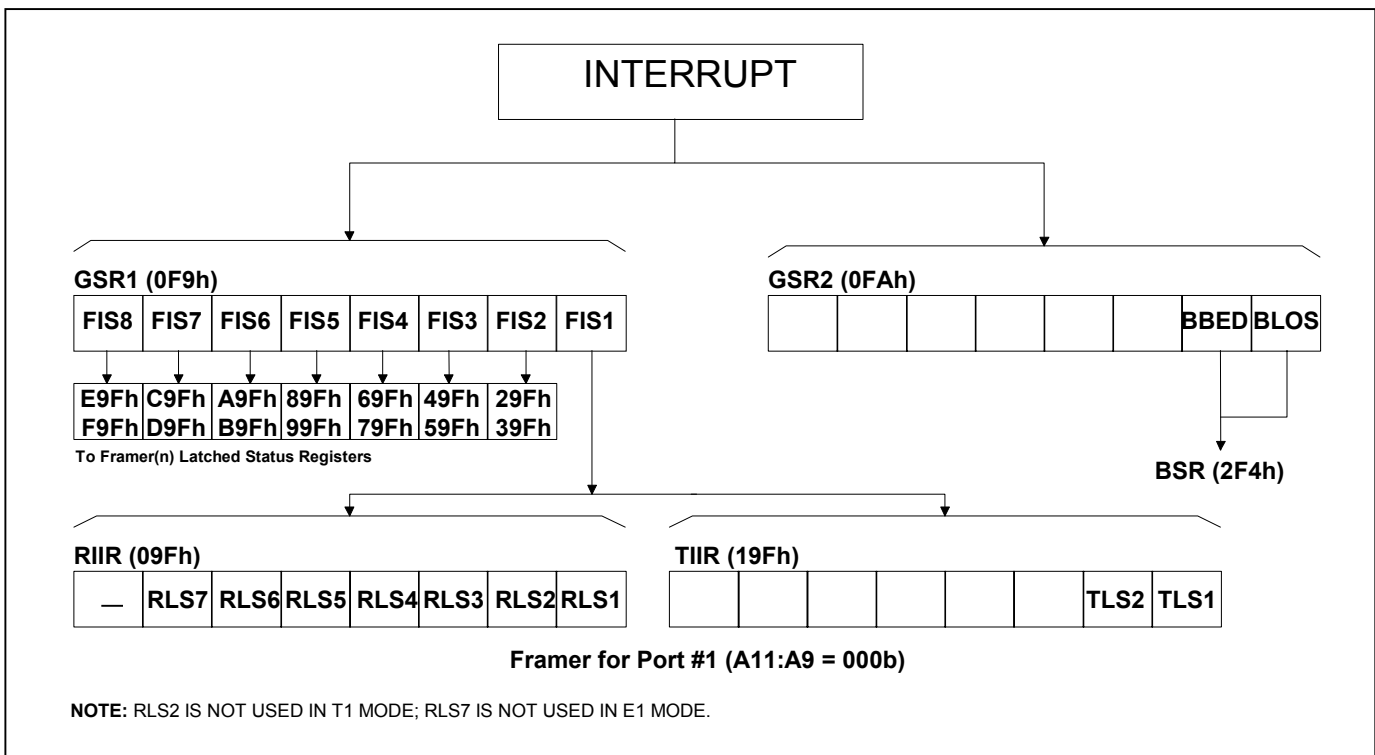 INTERRUPT
GSR1 (0F9h)
FIS8 FIS7 FIS6 FIS5 FIS4 FIS3 FIS2 FIS1
E9Fh C9Fh A9Fh 89Fh 69Fh 49Fh 29Fh
F9Fh D9Fh B9Fh 99Fh 79Fh 59Fh 39Fh
To Framer(n) Latched Status Registers
GSR2 (0FAh)
BBED BLOS
BSR (2F4h)
RIIR (09Fh)
— RLS7 RLS6 RLS5 RLS4 RLS3 RLS2 RLS1
TIIR (19Fh)
TLS2 TLS1
Framer for Port #1 (A11:A9 = 000b)
NOTE: RLS2 IS NOT USED IN T1 MODE; RLS7 IS NOT USED IN E1 MODE.